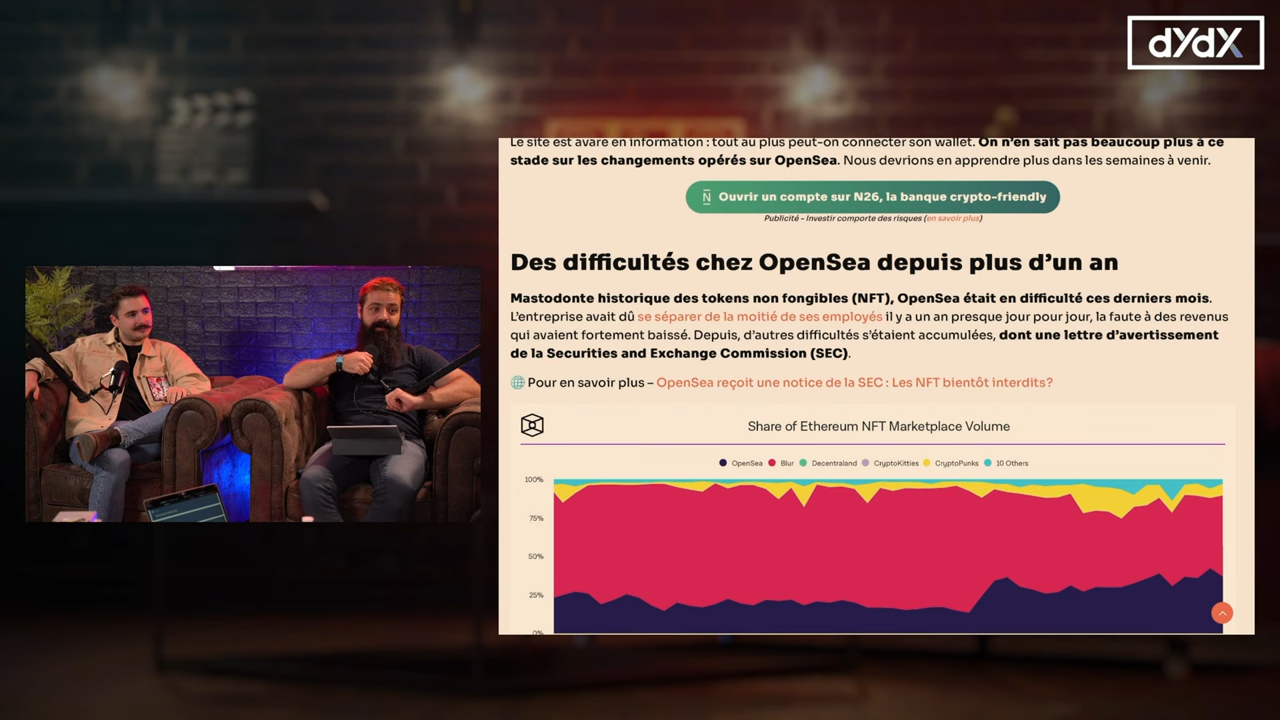 dYdX
Le site est avare en information : tout au plus peut-on connecter son wallet. On n’en sait pas beaucoup plus à ce
stade sur les changements opérés sur OpenSea. Nous devrions en apprendre plus dans les semaines à venir.
Ouvrir un compte sur N26, la banque crypto-friendly
Publicité - Investir comporte des risques (en savoir plus)
Des difficultés chez OpenSea depuis plus d’un an
Mastodonte historique des tokens non fongibles (NFT), OpenSea était en difficulté ces derniers mois.
L’entreprise avait dû se séparer de la moitié de ses employés il y a un an presque jour pour jour, la faute à des revenus
qui avaient fortement baissé. Depuis, d’autres difficultés s’étaient accumulées, dont une lettre d’avertissement
de la Securities and Exchange Commission (SEC).
Pour en savoir plus – OpenSea reçoit une notice de la SEC : Les NFT bientôt interdits?
Share of Ethereum NFT Marketplace Volume
OpenSea Blur Decentraland CryptoKitties CryptoPunks 10 Others
100%
75%
50%
25%
0%